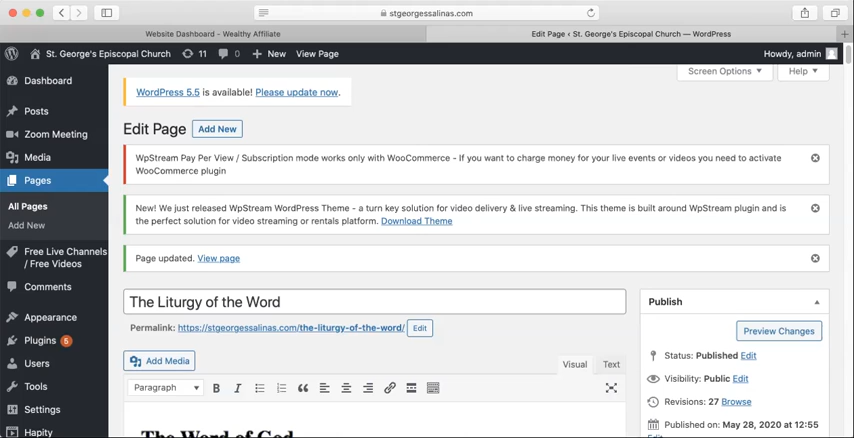 stgeorgessalinas.com
Website Dashboard - Wealthy Affiliate
Edit Page ‹ St. George's Episcopal Church — WordPress
St. George's Episcopal Church 11 0 New View Page Howdy, admin
Screen Options Help
Dashboard
Posts
Zoom Meeting
Media
Pages
All Pages
Add New
Free Live Channels
/ Free Videos
Comments
Appearance
Plugins 5
Users
Tools
Settings
Hapity
WordPress 5.5 is available! Please update now.
Edit Page Add New
WpStream Pay Per View / Subscription mode works only with WooCommerce - If you want to charge money for your live events or videos you need to activate
WooCommerce plugin
New! We just released WpStream WordPress Theme - a turn key solution for video delivery & live streaming. This theme is built around WpStream plugin and is
the perfect solution for video streaming or rentals platform. Download Theme
Page updated. View page
The Liturgy of the Word
Permalink: https://stgeorgessalinas.com/the-liturgy-of-the-word/ Edit
Add Media
Visual Text
Paragraph B I
The Word of God
Publish
Preview Changes
Status: Published Edit
Visibility: Public Edit
Revisions: 27 Browse
Published on: May 28, 2020 at 12:55
Edit